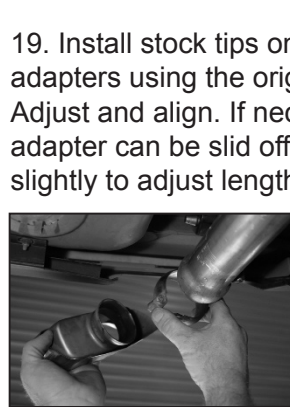 19. Install stock tips
adapters using the
Adjust and align. If
adapter can be slid off
slightly to adjust length